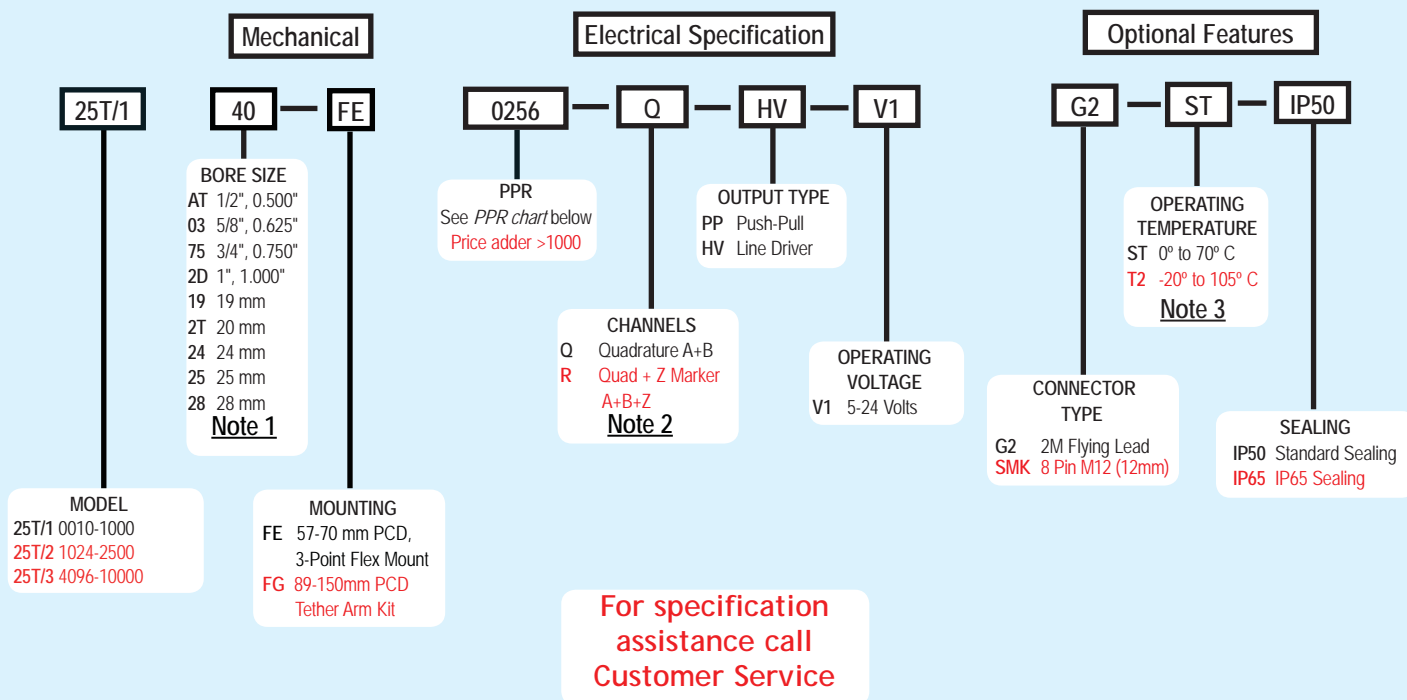 Mechanical
Electrical Specification
Optional Features
25T/1
40
FE
0256
Q
HV
V1
G2
ST
IP50
BORE SIZE
AT 1/2", 0.500"
03 5/8", 0.625"
75 3/4", 0.750"
2D 1", 1.000"
19 19 mm
2T 20 mm
24 24 mm
25 25 mm
28 28 mm
Note 1
PPR
See PPR chart below
Price adder >1000
OUTPUT TYPE
PP Push-Pull
HV Line Driver
OPERATING
TEMPERATURE
ST 0º to 70º C
T2 -20º to 105º C
Note 3
CHANNELS
Q Quadrature A+B
R Quad + Z Marker
A+B+Z
Note 2
OPERATING
VOLTAGE
V1 5-24 Volts
CONNECTOR
TYPE
G2 2M Flying Lead
SMK 8 Pin M12 (12mm)
SEALING
IP50 Standard Sealing
IP65 IP65 Sealing
MODEL
25T/1 0010-1000
25T/2 1024-2500
25T/3 4096-10000
MOUNTING
FE 57-70 mm PCD,
3-Point Flex Mount
FG 89-150mm PCD
Tether Arm Kit
For specification
assistance call
Customer Service